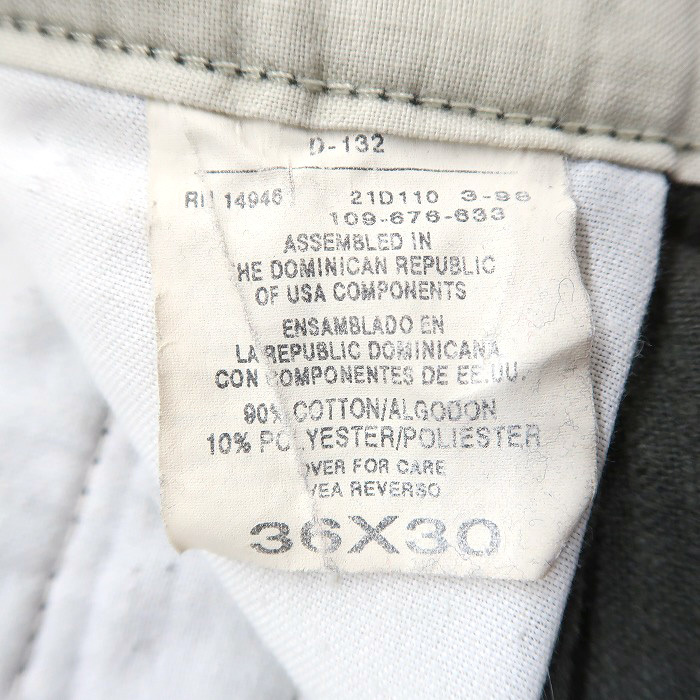 D-132
RN 14946 21D110 3-98
109-676-633
ASSEMBLED IN
HE DOMINICAN REPUBLIC
OF USA COMPONENTS
ENSAMBLADO EN
LA REPUBLIC DOMINICANA
CON COMPONENTES DE EE.UU.
90% COTTON/ALGODON
10% POLYESTER/POLIESTER
OVER FOR CARE
VEA REVERSO
36X30